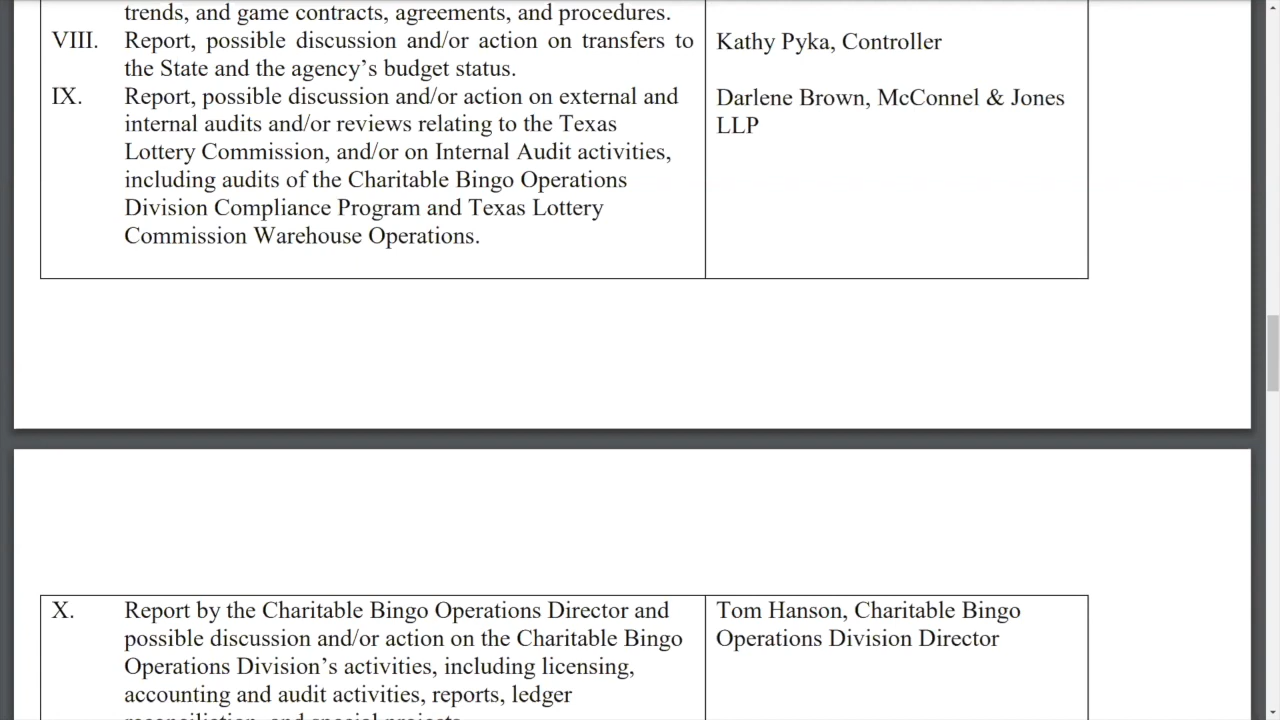 trends, and game contracts, agreements, and procedures.
VIII. Report, possible discussion and/or action on transfers to
the State and the agency’s budget status.
Kathy Pyka, Controller
IX. Report, possible discussion and/or action on external and
internal audits and/or reviews relating to the Texas
Lottery Commission, and/or on Internal Audit activities,
including audits of the Charitable Bingo Operations
Division Compliance Program and Texas Lottery
Commission Warehouse Operations.
Darlene Brown, McConnel & Jones
LLP
X. Report by the Charitable Bingo Operations Director and
possible discussion and/or action on the Charitable Bingo
Operations Division’s activities, including licensing,
accounting and audit activities, reports, ledger
reconciliation, and special projects.
Tom Hanson, Charitable Bingo
Operations Division Director